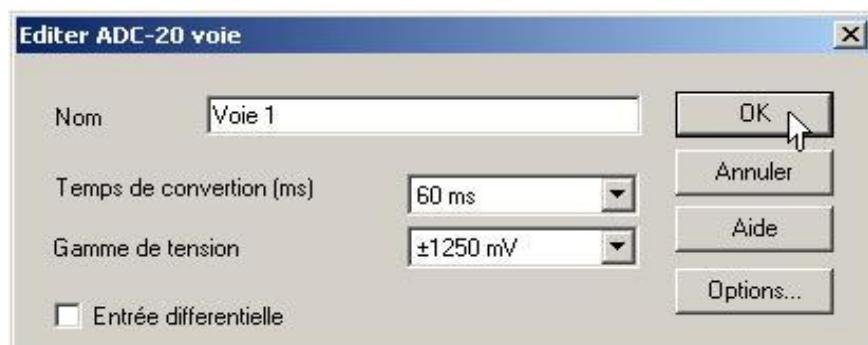 Editer ADC-20 voie
Nom
Voie 1
OK
Temps de convertion (ms)
60 ms
Annuler
Gamme de tension
±1250 mV
Aide
Entrée differentielle
Options...